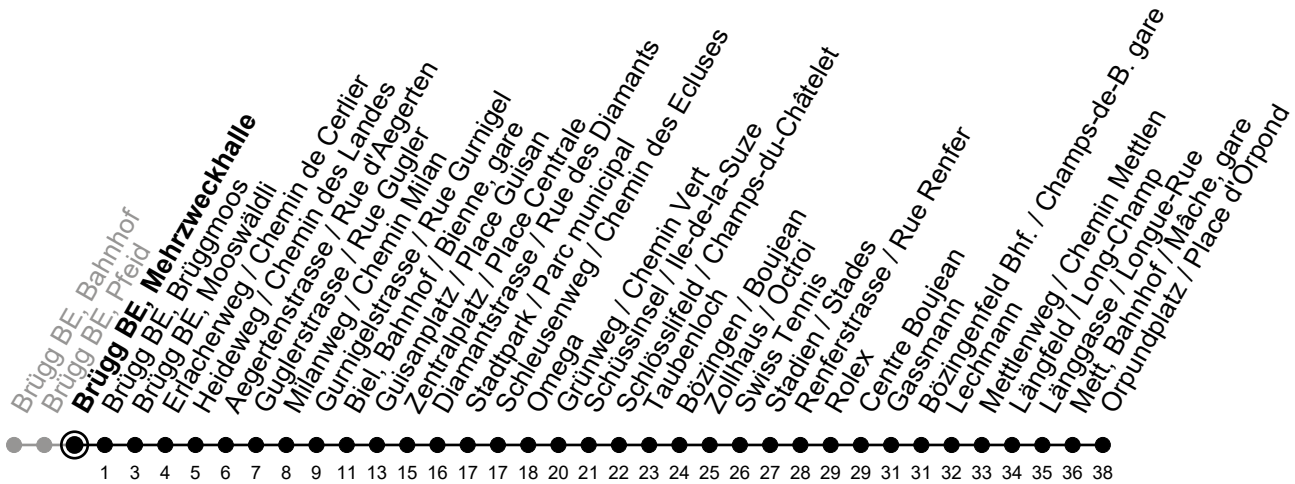 Brügg BE, Bahnhof
Brügg BE, Pfeid
Brügg BE, Mehrzweckhalle
Brügg BE, Brüggmoos
Brügg BE, Mooswäldli
Erlachenweg / Chemin de Cerlier
Heideweg / Chemin des Landes
Aegertenstrasse / Rue d'Aegerten
Guglerstrasse / Rue Gugler
Milanweg / Chemin Milan
Gurnigelstrasse / Rue Gurnigel
Biel, Bahnhof / Bienne, gare
Guisanplatz / Place Guisan
Zentralplatz / Place Centrale
Diamantstrasse / Rue des Diamants
Stadtpark / Parc municipal
Schleusenweg / Chemin des Ecluses
Omega
Grünweg / Chemin Vert
Schüssinsel / Ile-de-la-Suze
Schlösslifeld / Champs-du-Châtelet
Taubenloch
Bözingen / Boujean
Zollhaus / Octroi
Swiss Tennis
Stadien / Stades
Renferstrasse / Rue Renfer
Rolex
Centre Boujean
Gassmann
Bözingenfeld Bhf. / Champs-de-B. gare
Lechmann
Mettlenweg / Chemin Mettlen
Längfeld / Long-Champ
Länggasse / Longue-Rue
Mett, Bahnhof / Mâche, gare
Orpundplatz / Place d'Orpond
1 3 4 5 6 7 8 9 11 13 15 16 17 17 18 20 21 22 23 24 25 26 27 28 29 29 31 31 32 33 34 35 36 38